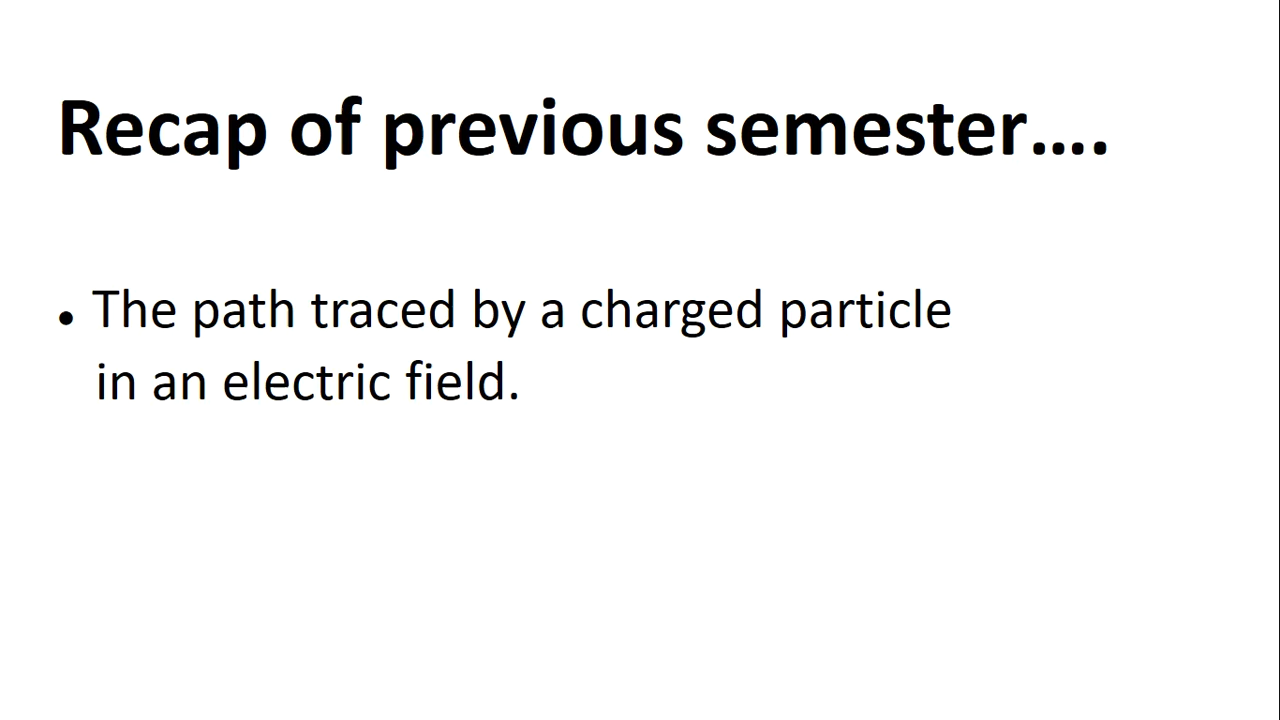 Recap of previous semester....
• The path traced by a charged particle
in an electric field.